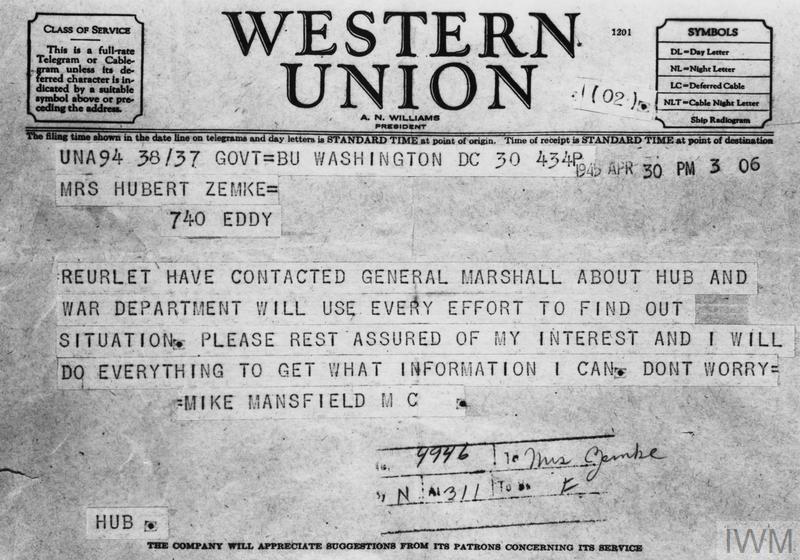 CLASS OF SERVICE
This is a full-rate
Telegram or Cable-
gram unless its de-
ferred character is in-
dicated by a suitable
symbol above or pre-
ceding the address.
WESTERN
UNION
A. N. WILLIAMS
PRESIDENT
1201
(02).
SYMBOLS
DL=Day Letter
NL=Night Letter
LC=Deferred Cable
NLT=Cable Night Letter
Ship Radiogram
The filing time shown in the date line on telegrams and day letters is STANDARD TIME at point of origin. Time of receipt is STANDARD TIME at point of destination
UNA94 38/37 GOVT=BU WASHINGTON DC 30 434P
1945 APR 30 PM 3 06
MRS HUBERT ZEMKE=
740 EDDY
REURLET HAVE CONTACTED GENERAL MARSHALL ABOUT HUB AND
WAR DEPARTMENT WILL USE EVERY EFFORT TO FIND OUT
SITUATION. PLEASE REST ASSURED OF MY INTEREST AND I WILL
DO EVERYTHING TO GET WHAT INFORMATION I CAN. DONT WORRY=
=MIKE MANSFIELD M C .
4946 To Mrs Zemke
N 311 To
HUB .
THE COMPANY WILL APPRECIATE SUGGESTIONS FROM ITS PATRONS CONCERNING ITS SERVICE
IWM